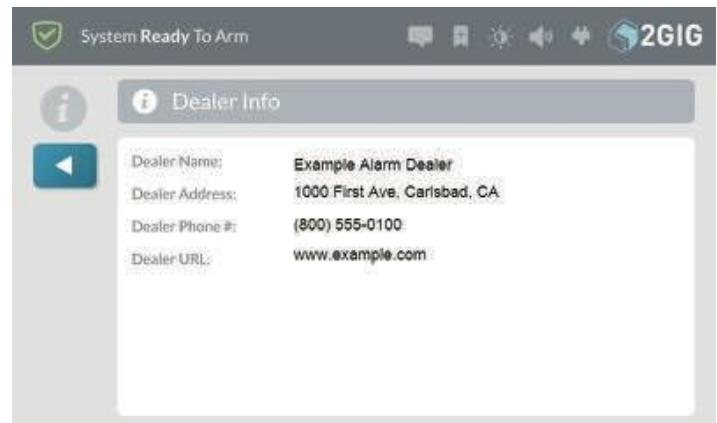 System Ready To Arm
2GIG
Dealer Info
Dealer Name: Example Alarm Dealer
Dealer Address: 1000 First Ave, Carlsbad, CA
Dealer Phone #: (800) 555-0100
Dealer URL: www.example.com